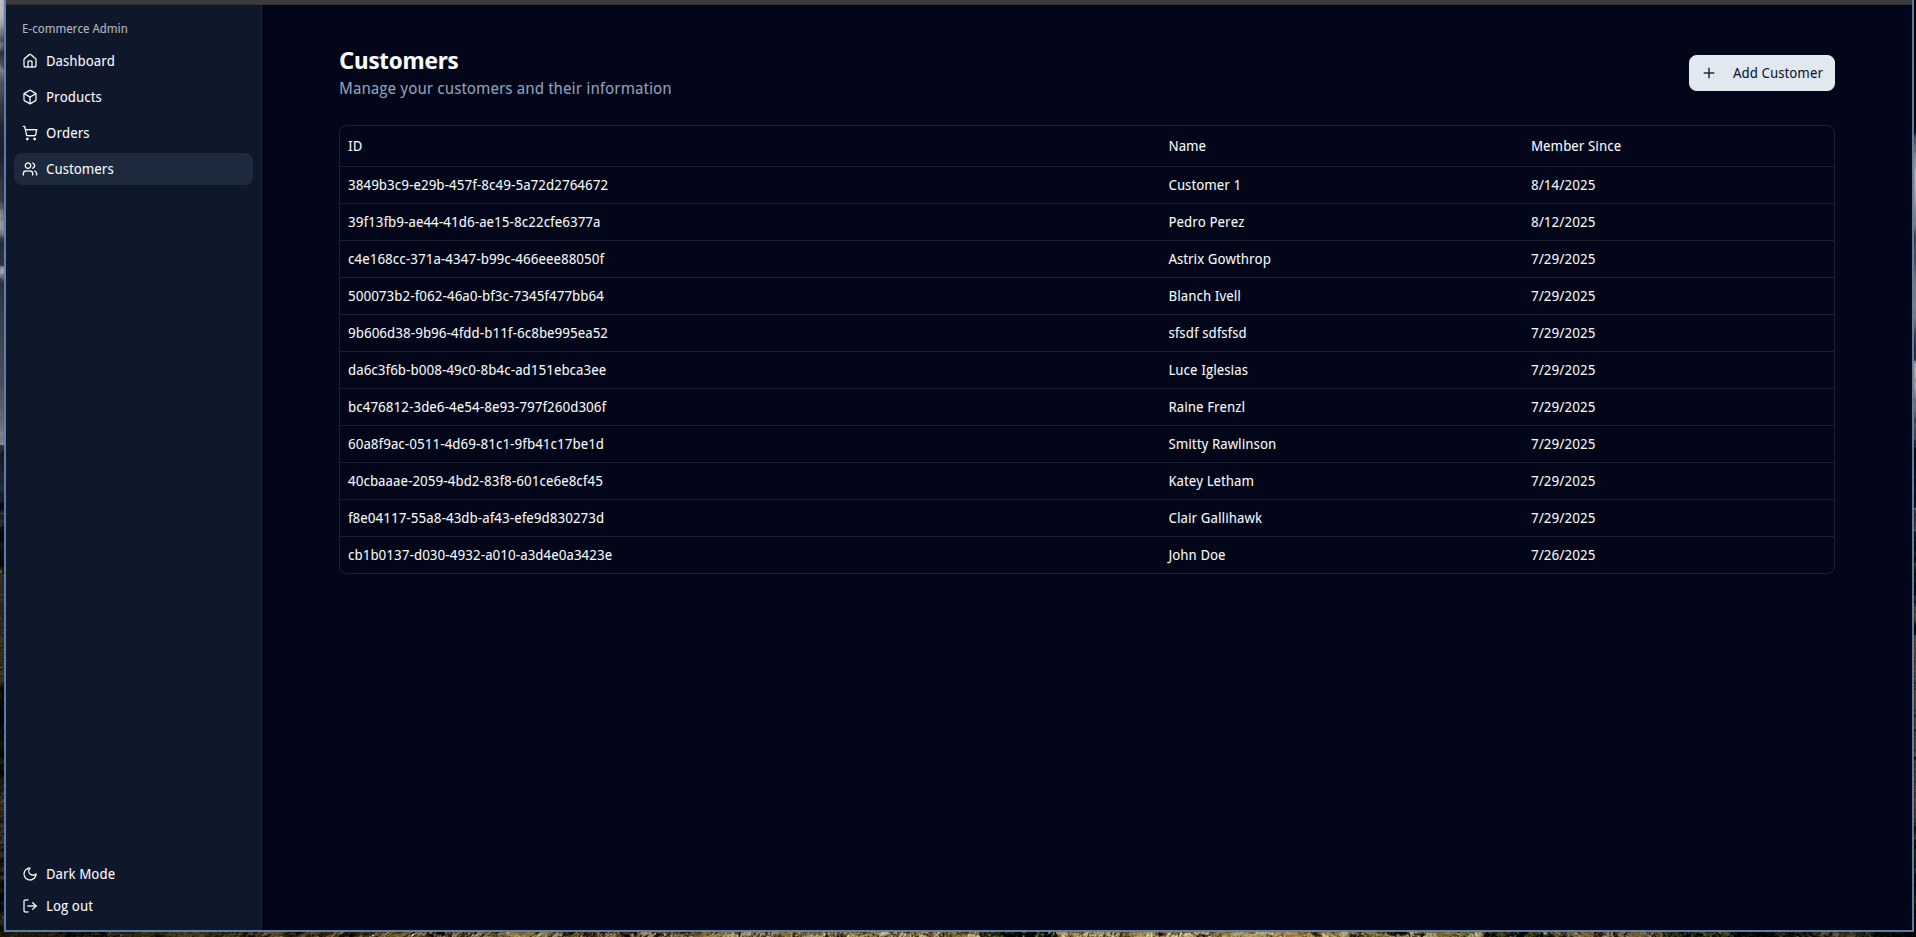 E-commerce Admin
Dashboard
Products
Orders
Customers
Dark Mode
Log out
Customers
Manage your customers and their information
Add Customer
ID Name Member Since
3849b3c9-e29b-457f-8c49-5a72d2764672 Customer 1 8/14/2025
39f13fb9-ae44-41d6-ae15-8c22cfe6377a Pedro Perez 8/12/2025
c4e168cc-371a-4347-b99c-466eee88050f Astrix Gowthrop 7/29/2025
500073b2-f062-46a0-bf3c-7345f477bb64 Blanch Ivell 7/29/2025
9b606d38-9b96-4fdd-b11f-6c8be995ea52 sfsdf sdfsfsd 7/29/2025
da6c3f6b-b008-49c0-8b4c-ad151ebca3ee Luce Iglesias 7/29/2025
bc476812-3de6-4e54-8e93-797f260d306f Raine Frenzl 7/29/2025
60a8f9ac-0511-4d69-81c1-9fb41c17be1d Smitty Rawlinson 7/29/2025
40cbaaae-2059-4bd2-83f8-601ce6e8cf45 Katey Letham 7/29/2025
f8e04117-55a8-43db-af43-efe9d830273d Clair Gallihawk 7/29/2025
cb1b0137-d030-4932-a010-a3d4e0a3423e John Doe 7/26/2025